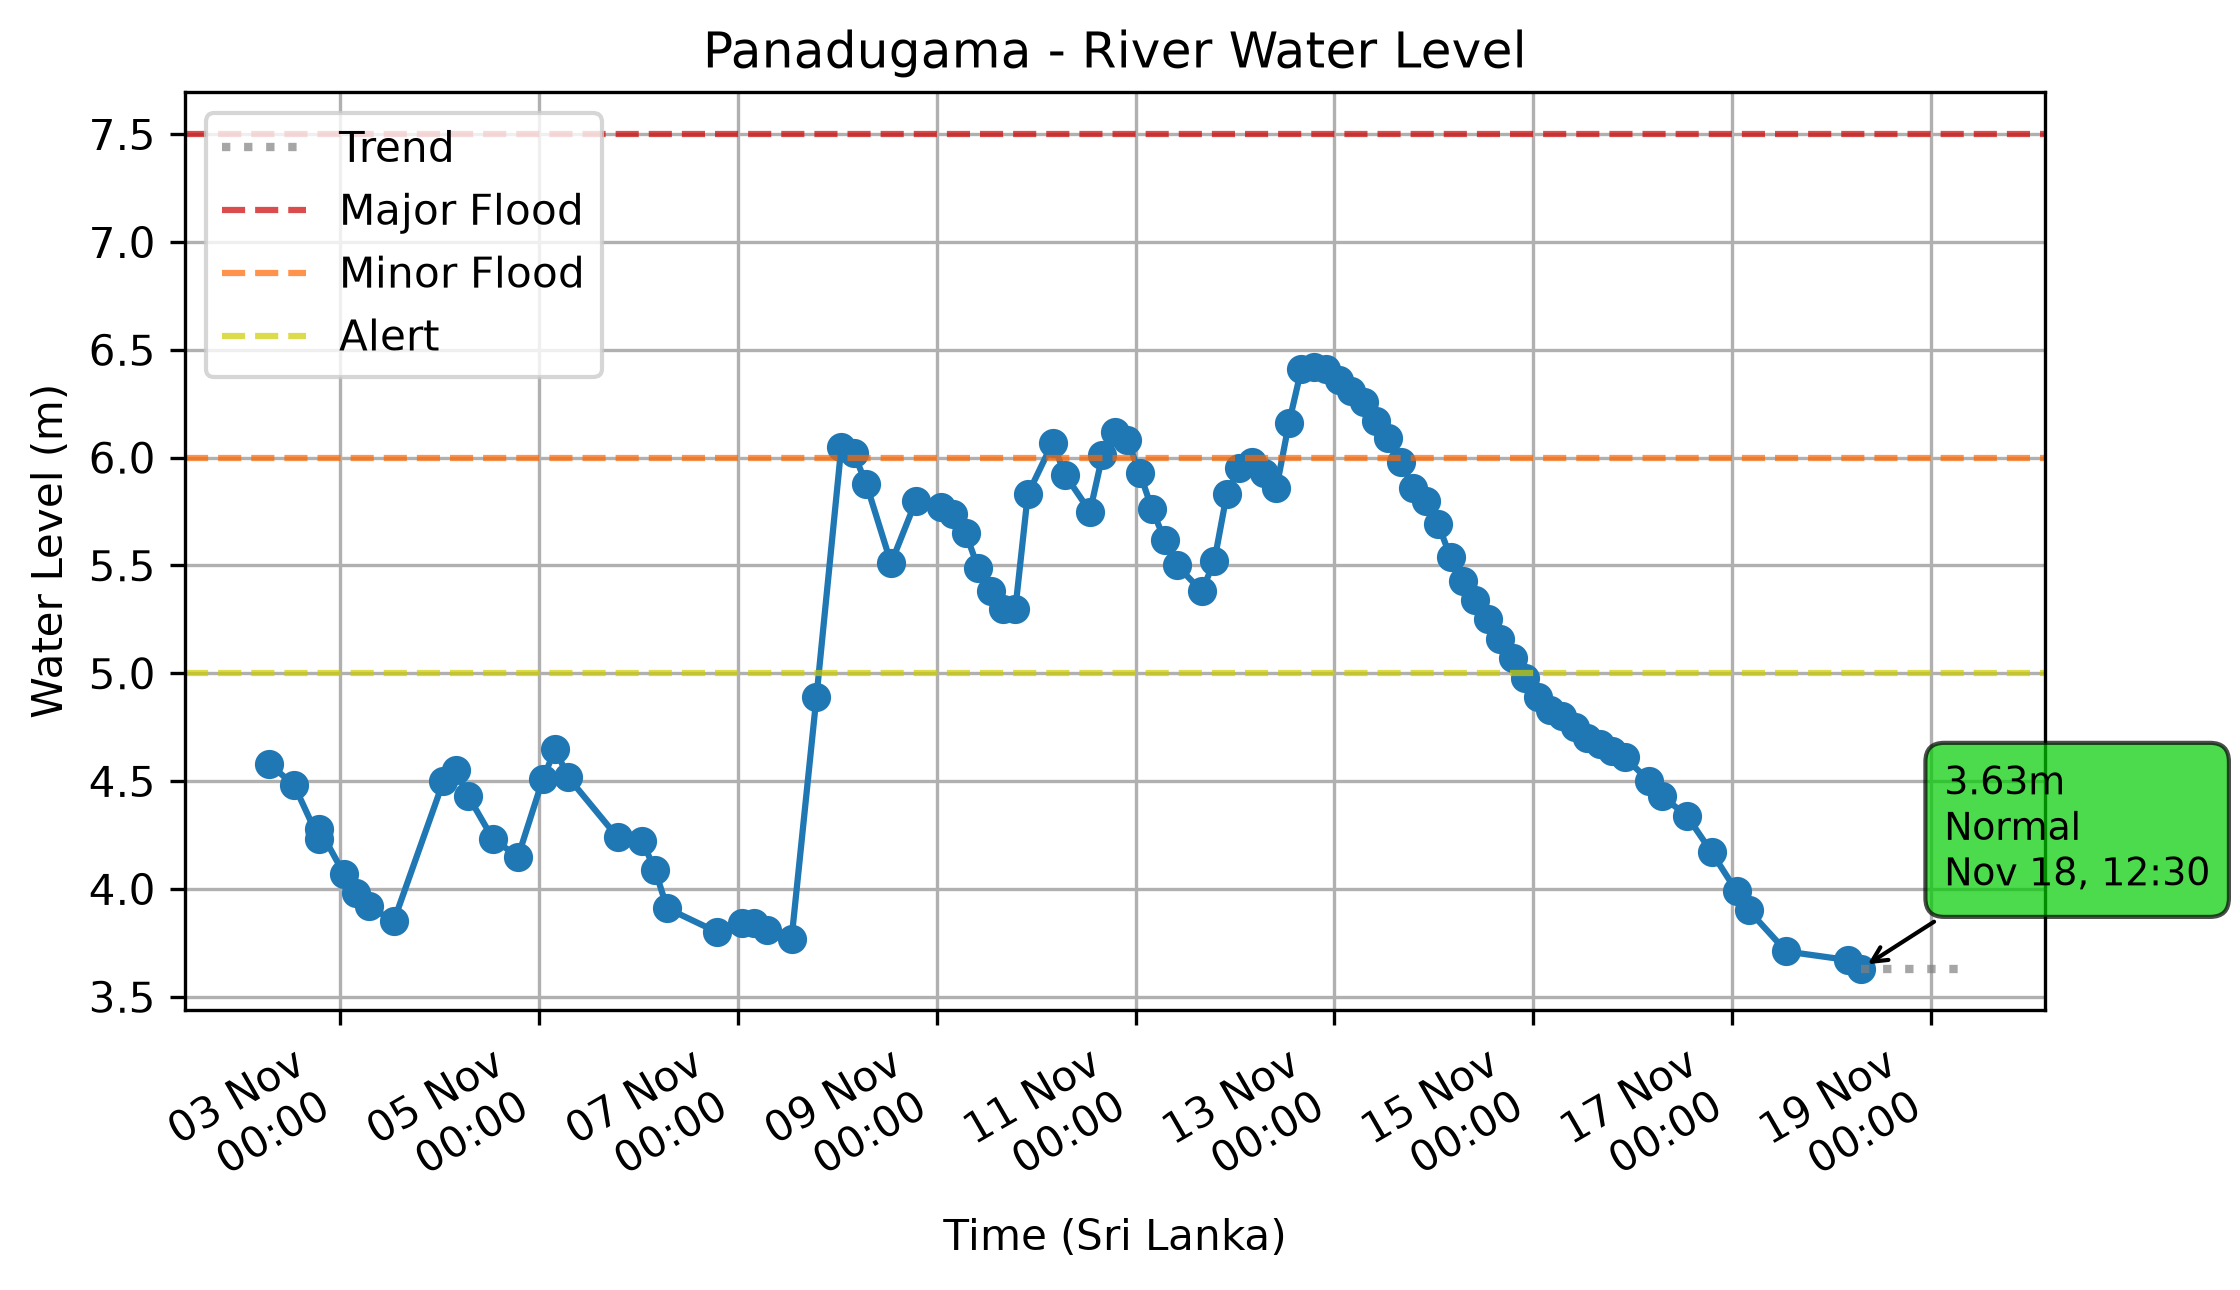 Panadugama - River Water Level
Trend
Major Flood
Minor Flood
Alert
7.5
7.0
6.5
6.0
5.5
5.0
4.5
4.0
3.5
Water Level (m)
3.63m
Normal
Nov 18, 12:30
03 Nov
00:00
05 Nov
00:00
07 Nov
00:00
09 Nov
00:00
11 Nov
00:00
13 Nov
00:00
15 Nov
00:00
17 Nov
00:00
19 Nov
00:00
Time (Sri Lanka)